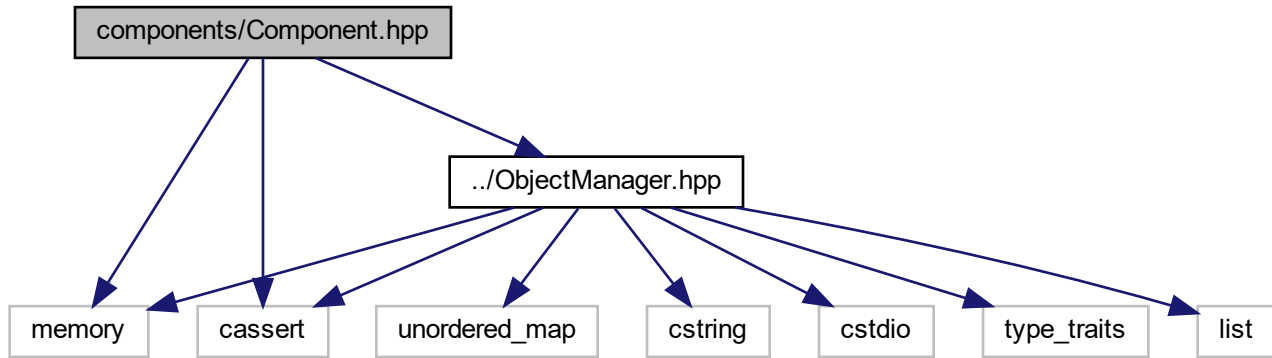 components/Component.hpp
../ObjectManager.hpp
memory
cassert
unordered_map
cstring
cstdio
type_traits
list